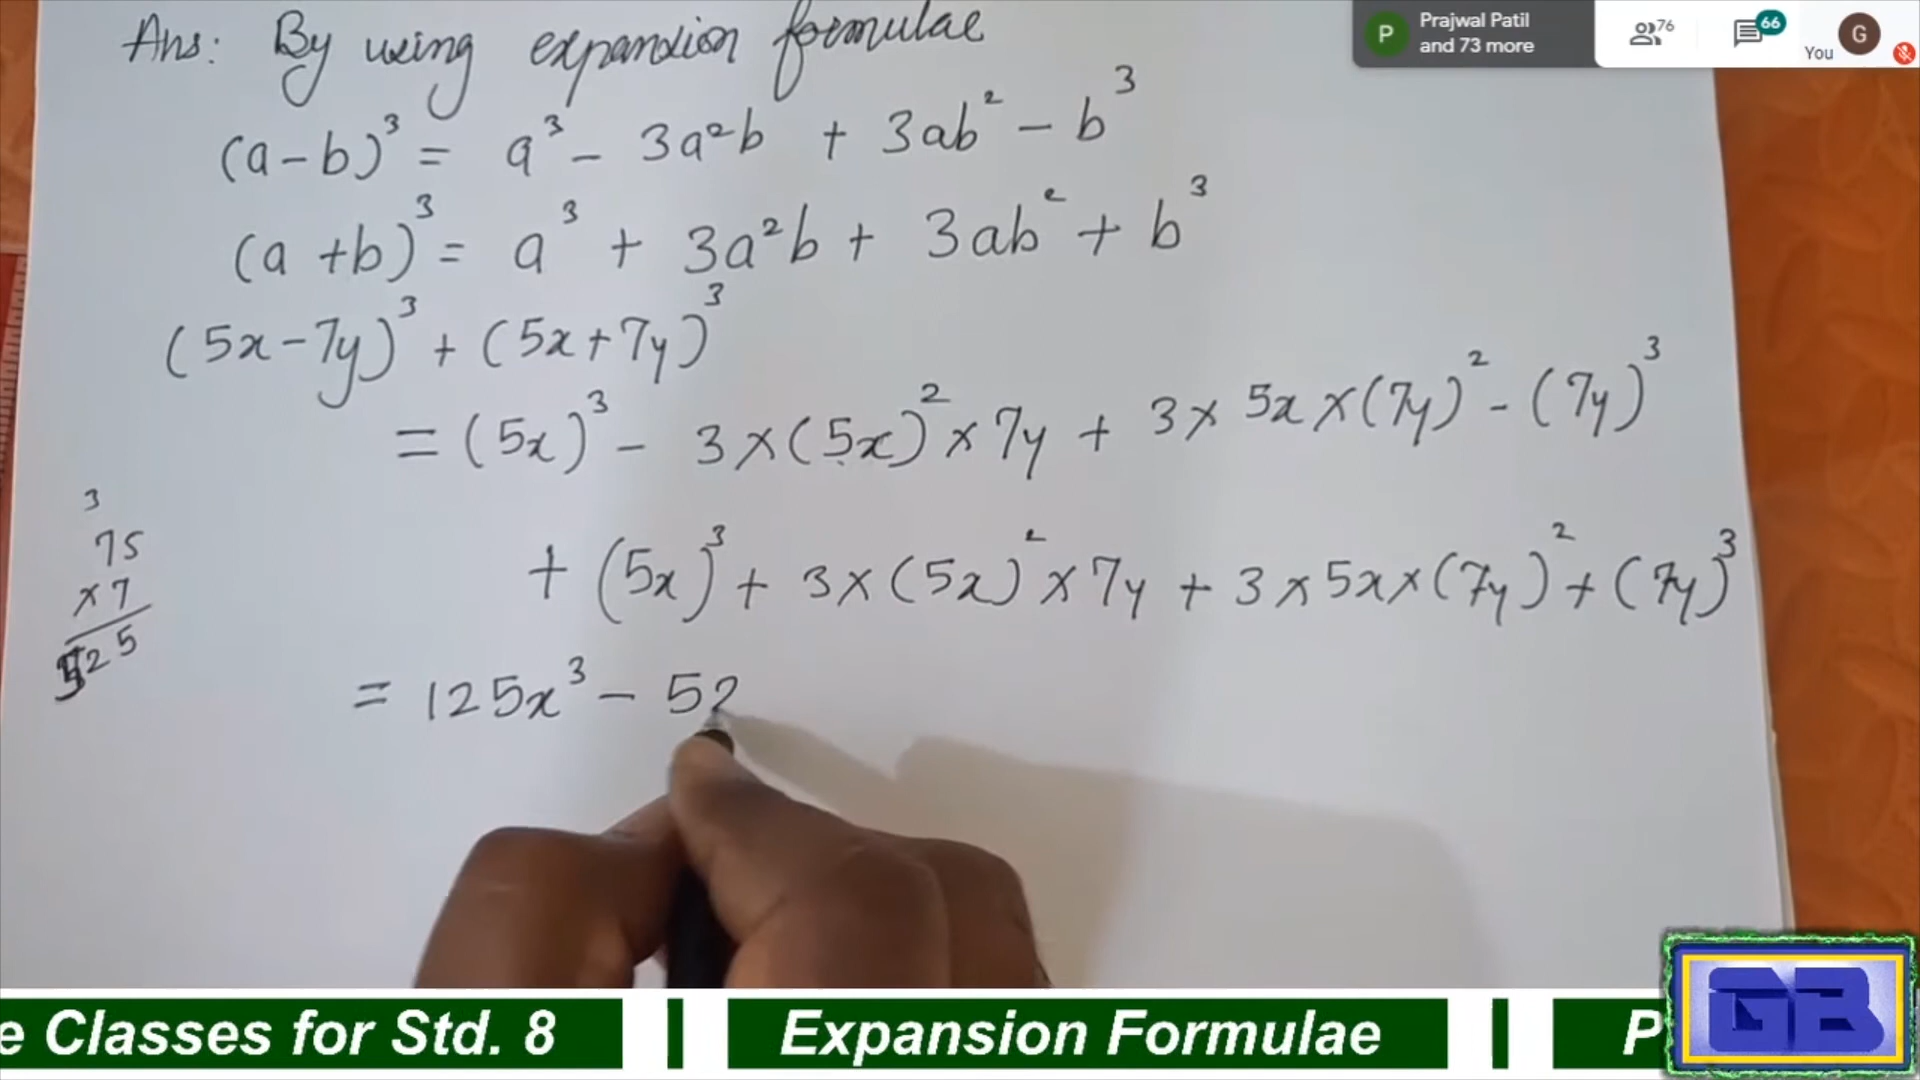 Prajwal Patil
and 73 more
76
66
You
G
P
Ans: By using expansion formulae
(a-b)³ = a³ - 3a²b + 3ab² - b³
(a+b)³ = a³ + 3a²b + 3ab² + b³
(5x-7y)³ + (5x+7y)³
= (5x)³ - 3×(5x)²×7y + 3×5x×(7y)² - (7y)³
+ (5x)³ + 3×(5x)²×7y + 3×5x×(7y)² + (7y)³
3
75
×7
525
= 125x³ - 52
e Classes for Std. 8 | Expansion Formulae | P
GB